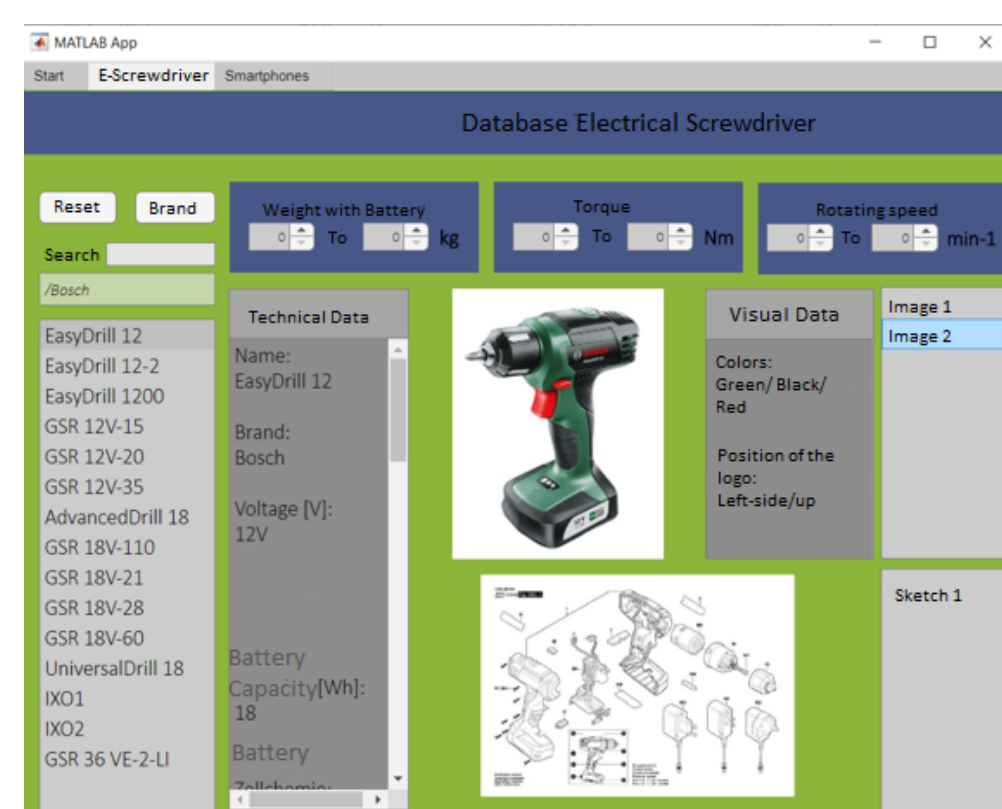 MATLAB App
Start E-Screwdriver Smartphones
Database Electrical Screwdriver
Reset Brand
Search
/Bosch
Weight with Battery
0 To 0 kg
Torque
0 To 0 Nm
Rotating speed
0 To 0 min-1
EasyDrill 12
EasyDrill 12-2
EasyDrill 1200
GSR 12V-15
GSR 12V-20
GSR 12V-35
AdvancedDrill 18
GSR 18V-110
GSR 18V-21
GSR 18V-28
GSR 18V-60
UniversalDrill 18
IXO1
IXO2
GSR 36 VE-2-LI
Technical Data
Name:
EasyDrill 12
Brand:
Bosch
Voltage [V]:
12V
Battery
Capacity[Wh]:
18
Battery
Zellchemie:
BOSCH
Visual Data
Colors:
Green/ Black/
Red
Position of the
logo:
Left-side/up
Image 1
Image 2
Sketch 1